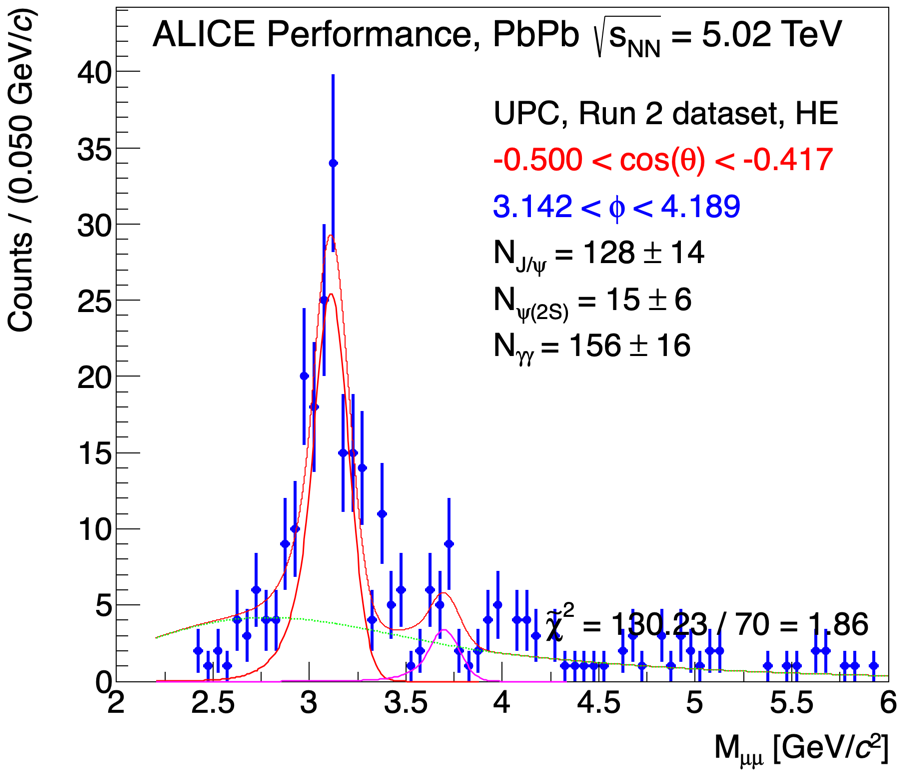 ALICE Performance, PbPb √sNN = 5.02 TeV
UPC, Run 2 dataset, HE
-0.500 < cos(θ) < -0.417
3.142 < ϕ < 4.189
NJ/ψ = 128 ± 14
Nψ(2S) = 15 ± 6
Nγγ = 156 ± 16
χ̃² = 130.23 / 70 = 1.86
Counts / (0.050 GeV/c)
40
35
30
25
20
15
10
5
0
2 2.5 3 3.5 4 4.5 5 5.5 6
Mμμ [GeV/c²]